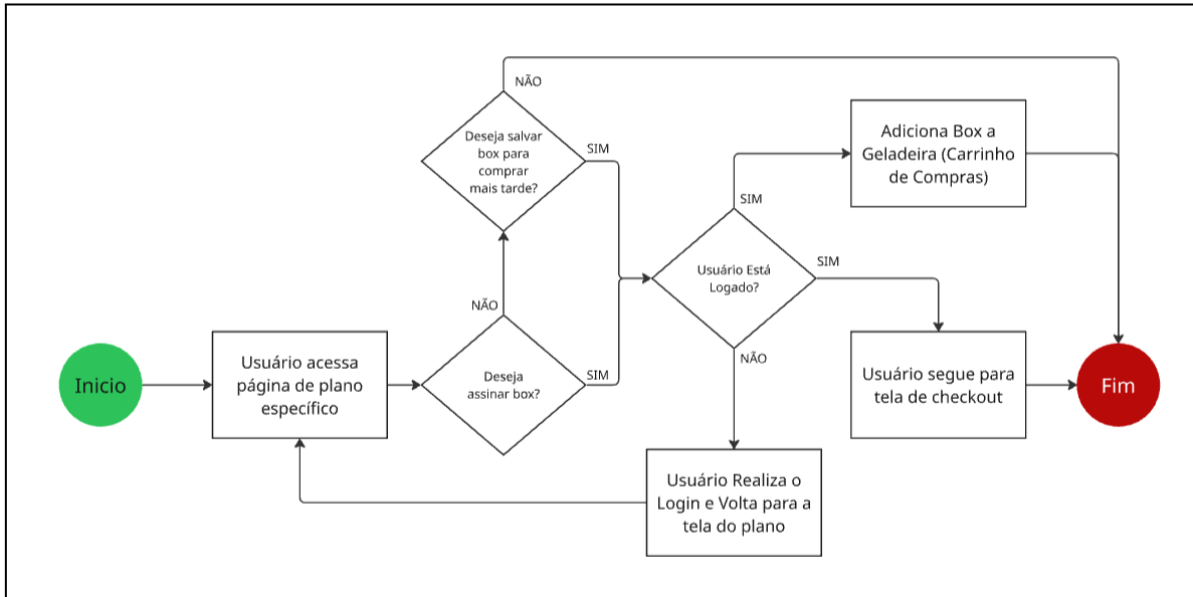 NÃO
Deseja salvar
box para
comprar
mais tarde?
SIM
Adiciona Box a
Geladeira (Carrinho
de Compras)
SIM
Usuário Está
Logado?
SIM
NÃO
NÃO
Inicio
Usuário acessa
página de plano
específico
Deseja
assinar box?
SIM
Usuário segue para
tela de checkout
Fim
Usuário Realiza o
Login e Volta para a
tela do plano